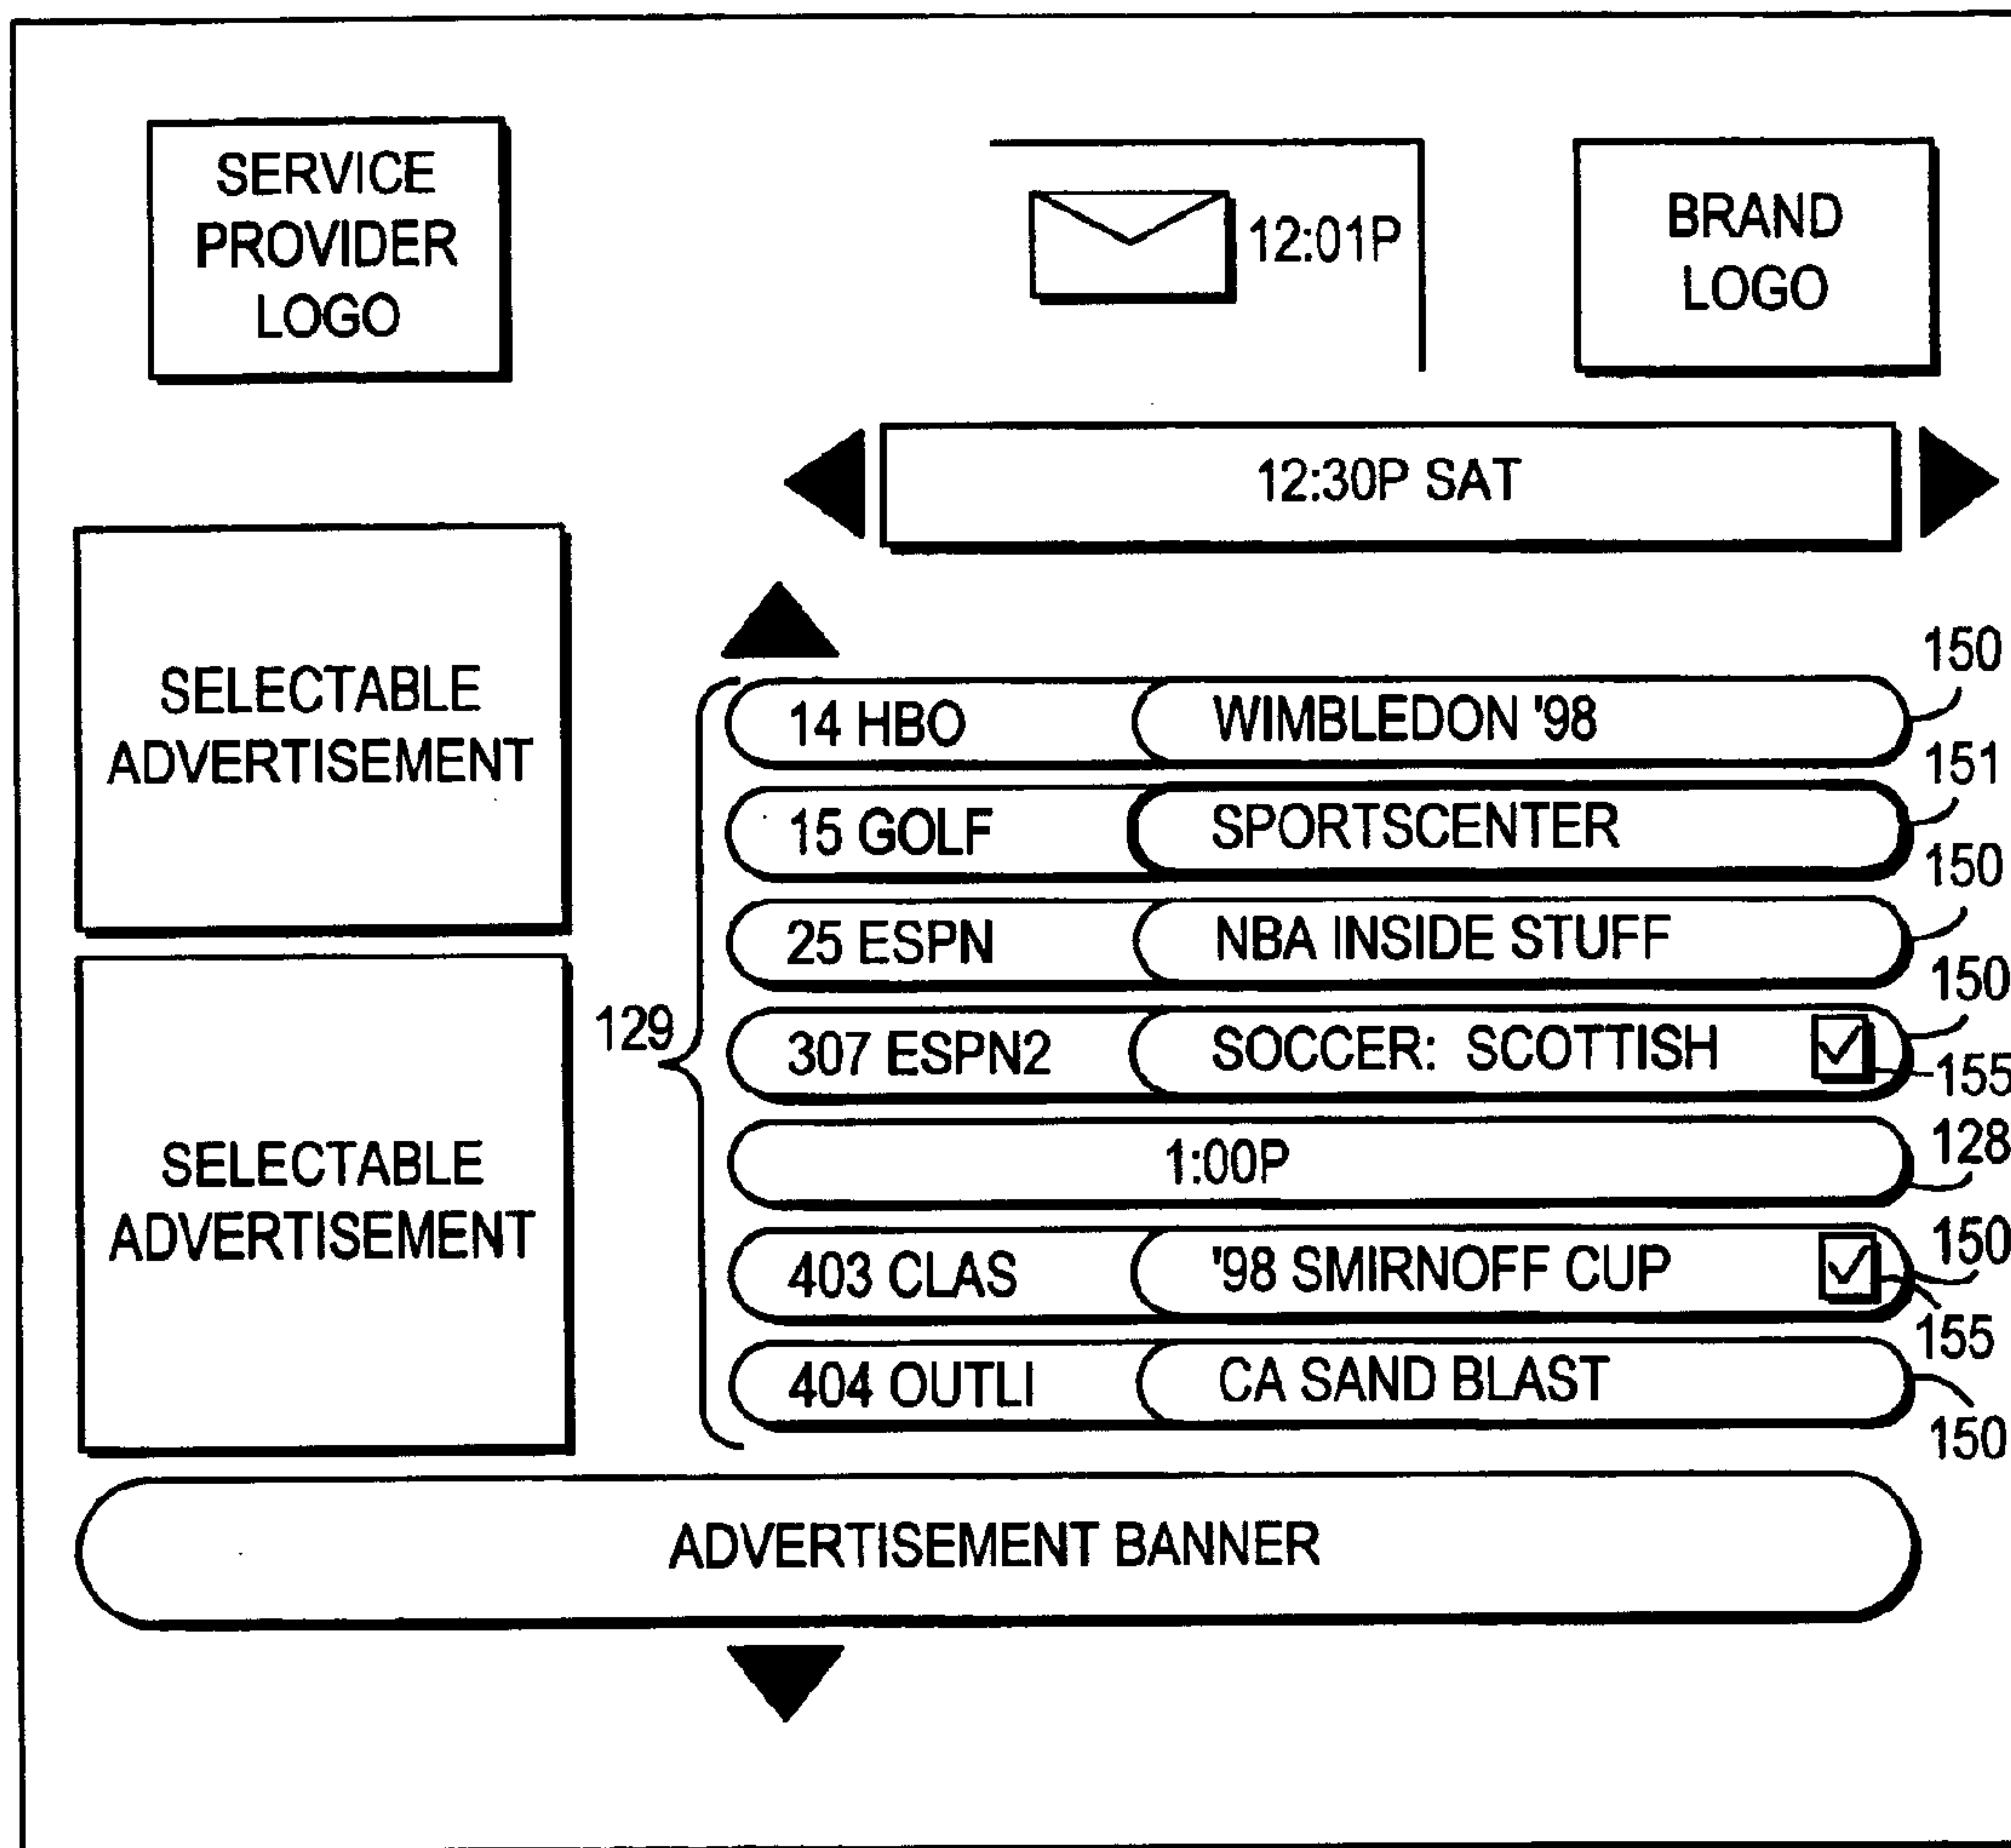 SERVICE
PROVIDER
LOGO
12:01P
BRAND
LOGO
12:30P SAT
SELECTABLE
ADVERTISEMENT
SELECTABLE
ADVERTISEMENT
129
14 HBO WIMBLEDON '98 150
15 GOLF SPORTSCENTER 151
25 ESPN NBA INSIDE STUFF 150
307 ESPN2 SOCCER: SCOTTISH 150
155
1:00P 128
403 CLAS '98 SMIRNOFF CUP 150
155
404 OUTLI CA SAND BLAST 150
ADVERTISEMENT BANNER